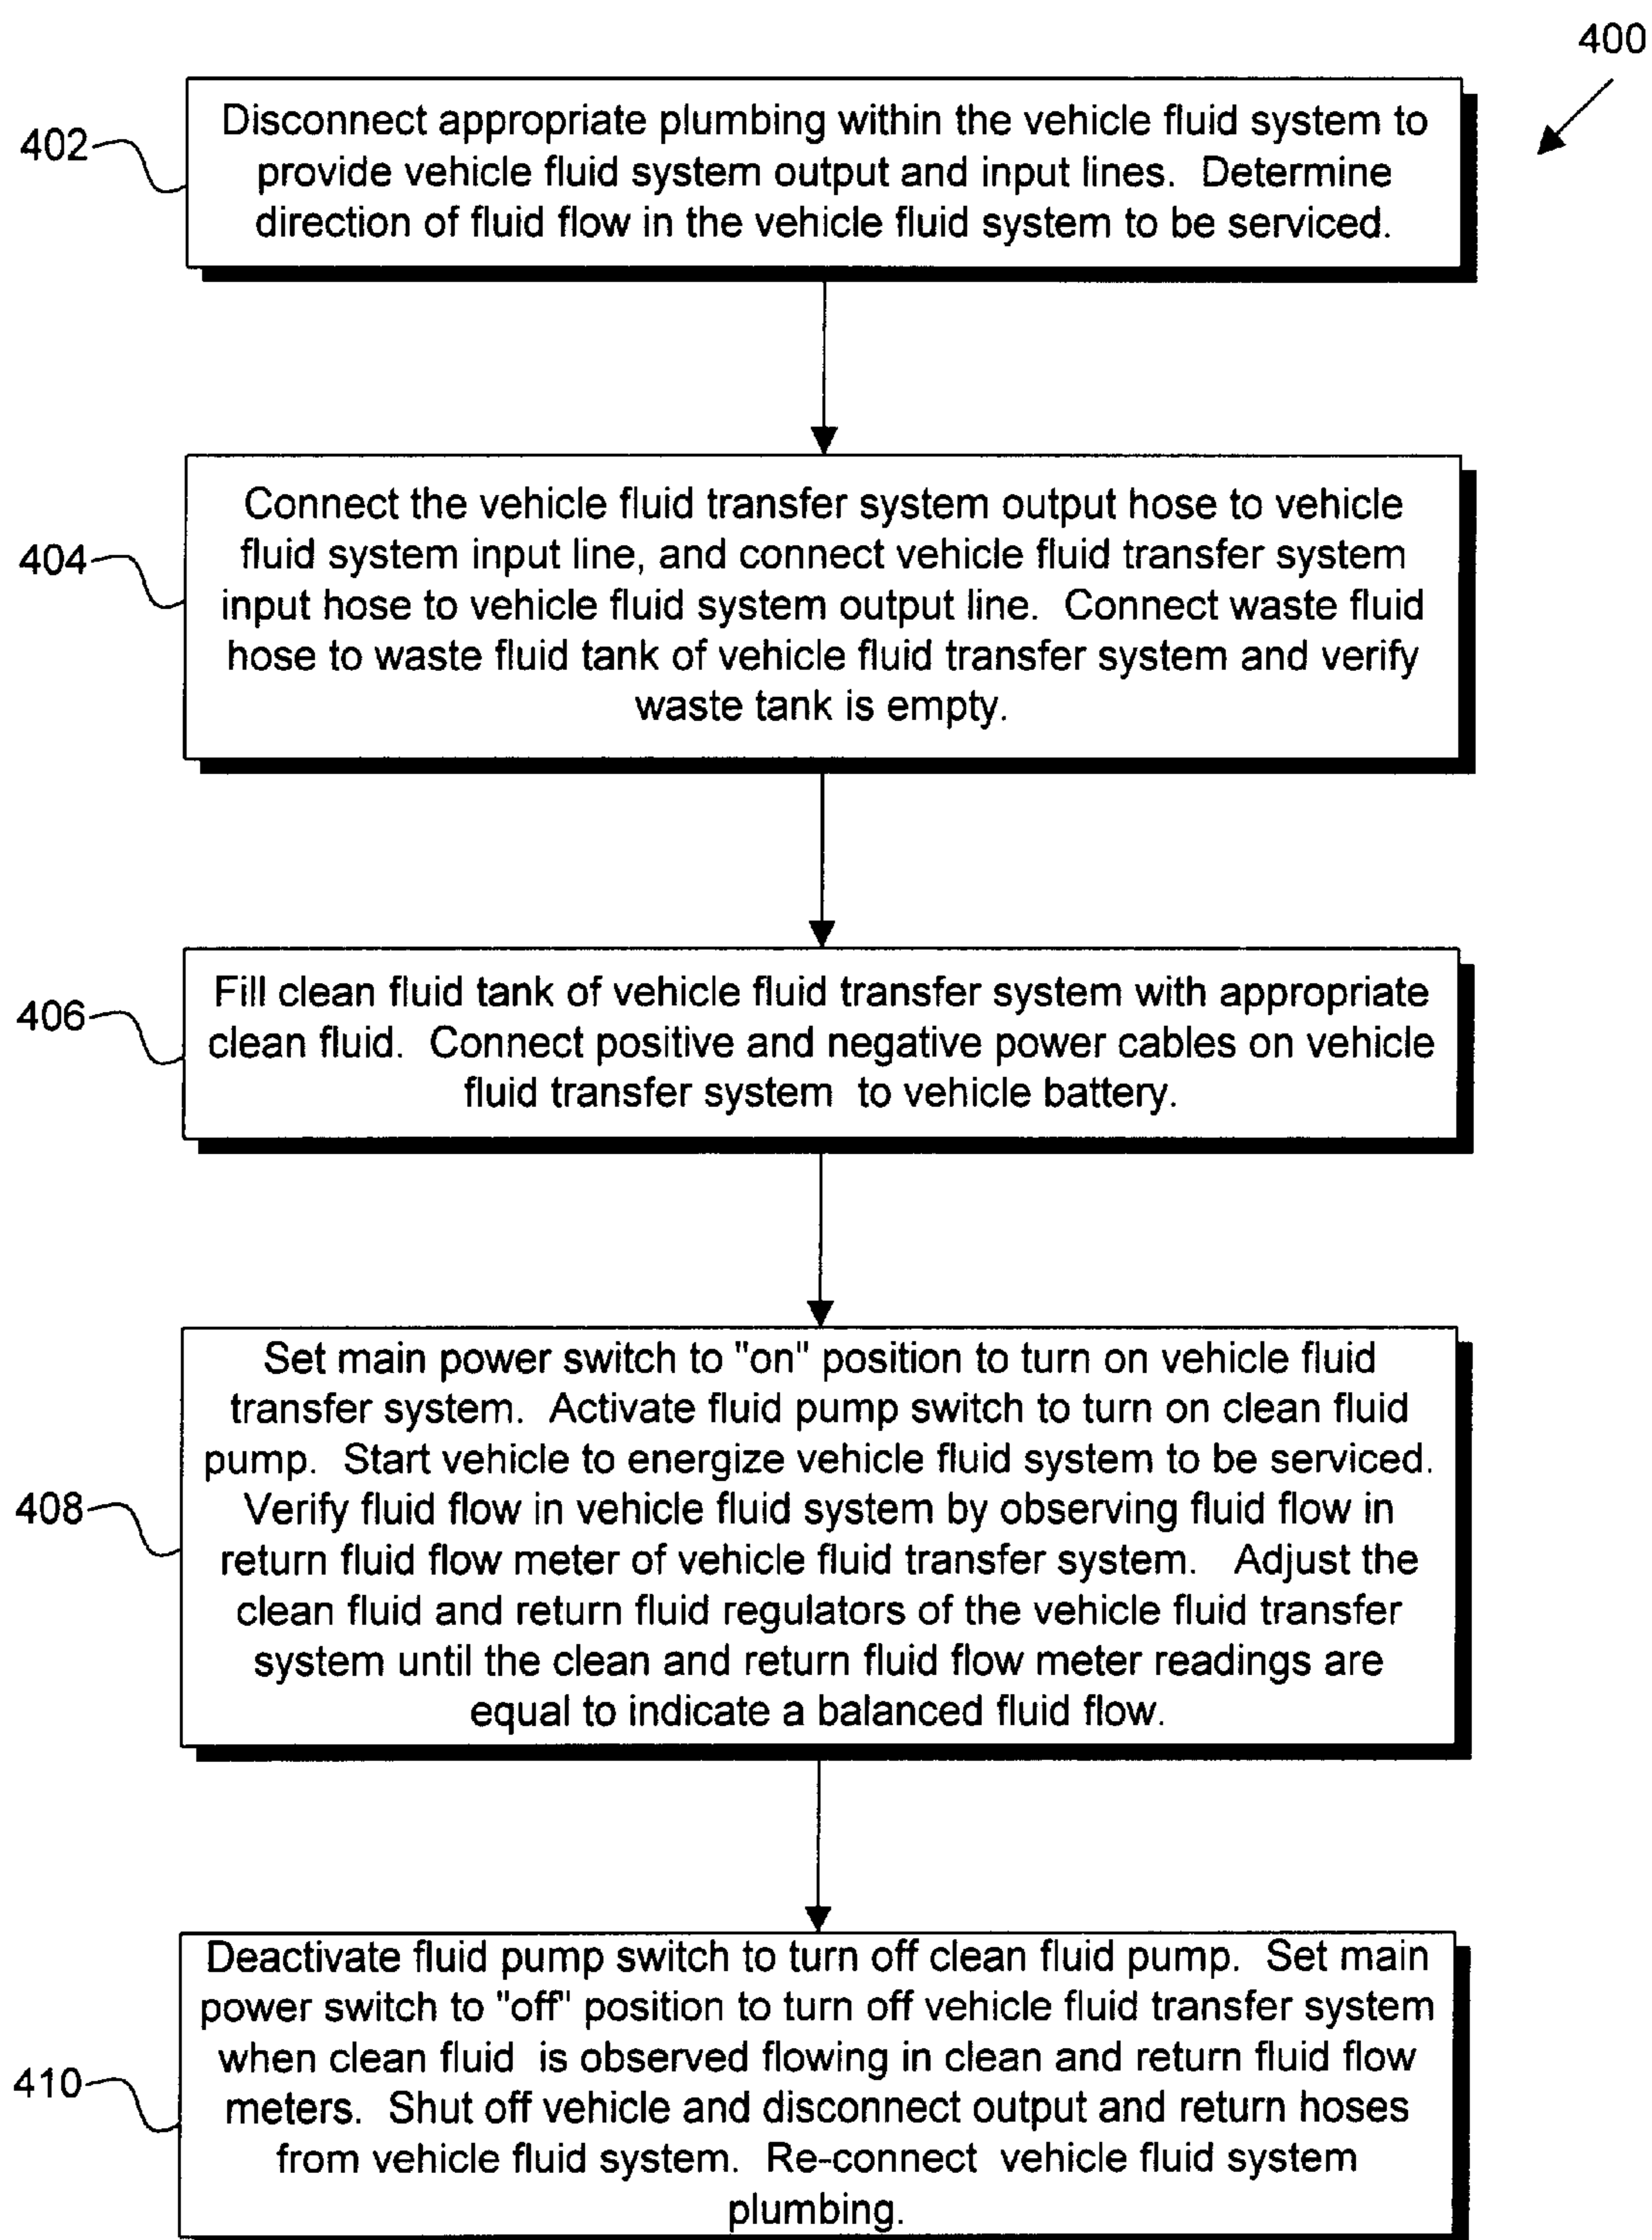 400
402
Disconnect appropriate plumbing within the vehicle fluid system to
provide vehicle fluid system output and input lines. Determine
direction of fluid flow in the vehicle fluid system to be serviced.
404
Connect the vehicle fluid transfer system output hose to vehicle
fluid system input line, and connect vehicle fluid transfer system
input hose to vehicle fluid system output line. Connect waste fluid
hose to waste fluid tank of vehicle fluid transfer system and verify
waste tank is empty.
406
Fill clean fluid tank of vehicle fluid transfer system with appropriate
clean fluid. Connect positive and negative power cables on vehicle
fluid transfer system to vehicle battery.
408
Set main power switch to "on" position to turn on vehicle fluid
transfer system. Activate fluid pump switch to turn on clean fluid
pump. Start vehicle to energize vehicle fluid system to be serviced.
Verify fluid flow in vehicle fluid system by observing fluid flow in
return fluid flow meter of vehicle fluid transfer system. Adjust the
clean fluid and return fluid regulators of the vehicle fluid transfer
system until the clean and return fluid flow meter readings are
equal to indicate a balanced fluid flow.
410
Deactivate fluid pump switch to turn off clean fluid pump. Set main
power switch to "off" position to turn off vehicle fluid transfer system
when clean fluid is observed flowing in clean and return fluid flow
meters. Shut off vehicle and disconnect output and return hoses
from vehicle fluid system. Re-connect vehicle fluid system
plumbing.